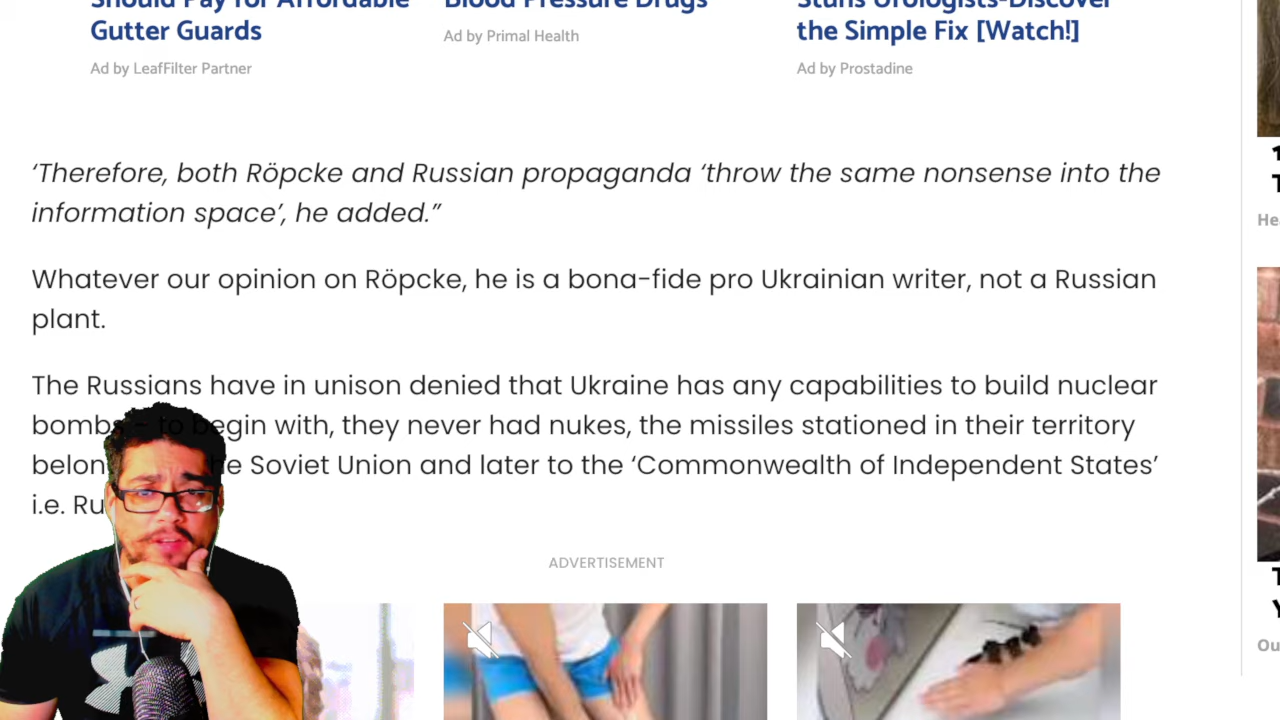 Should Pay for Affordable
Gutter Guards
Ad by LeafFilter Partner
Blood Pressure Drugs
Ad by Primal Health
Stuns Urologists-Discover
the Simple Fix [Watch!]
Ad by Prostadine
‘Therefore, both Röpcke and Russian propaganda ‘throw the same nonsense into the
information space’, he added.”
Whatever our opinion on Röpcke, he is a bona-fide pro Ukrainian writer, not a Russian
plant.
The Russians have in unison denied that Ukraine has any capabilities to build nuclear
bombs – to begin with, they never had nukes, the missiles stationed in their territory
belon he Soviet Union and later to the ‘Commonwealth of Independent States’
i.e. Ru
ADVERTISEMENT
T
He
T
Y
Ou